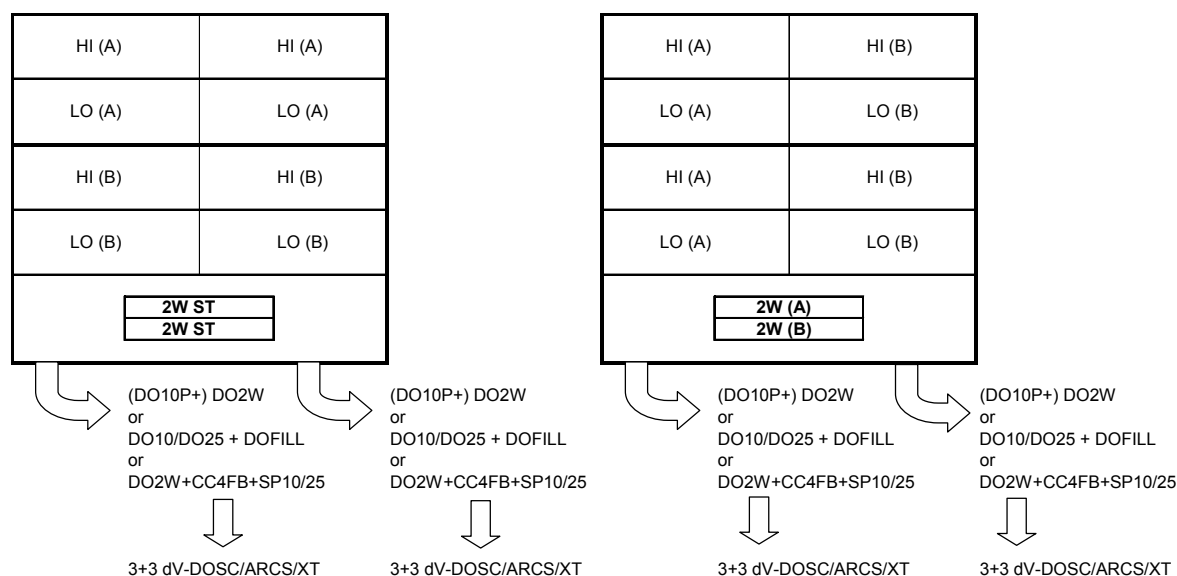 HI (A) HI (A)
LO (A) LO (A)
HI (B) HI (B)
LO (B) LO (B)
2W ST
2W ST
(DO10P+) DO2W
or
DO10/DO25 + DOFILL
or
DO2W+CC4FB+SP10/25
3+3 dV-DOSC/ARCS/XT
(DO10P+) DO2W
or
DO10/DO25 + DOFILL
or
DO2W+CC4FB+SP10/25
3+3 dV-DOSC/ARCS/XT
HI (A) HI (B)
LO (A) LO (B)
HI (A) HI (B)
LO (A) LO (B)
2W (A)
2W (B)
(DO10P+) DO2W
or
DO10/DO25 + DOFILL
or
DO2W+CC4FB+SP10/25
3+3 dV-DOSC/ARCS/XT
(DO10P+) DO2W
or
DO10/DO25 + DOFILL
or
DO2W+CC4FB+SP10/25
3+3 dV-DOSC/ARCS/XT